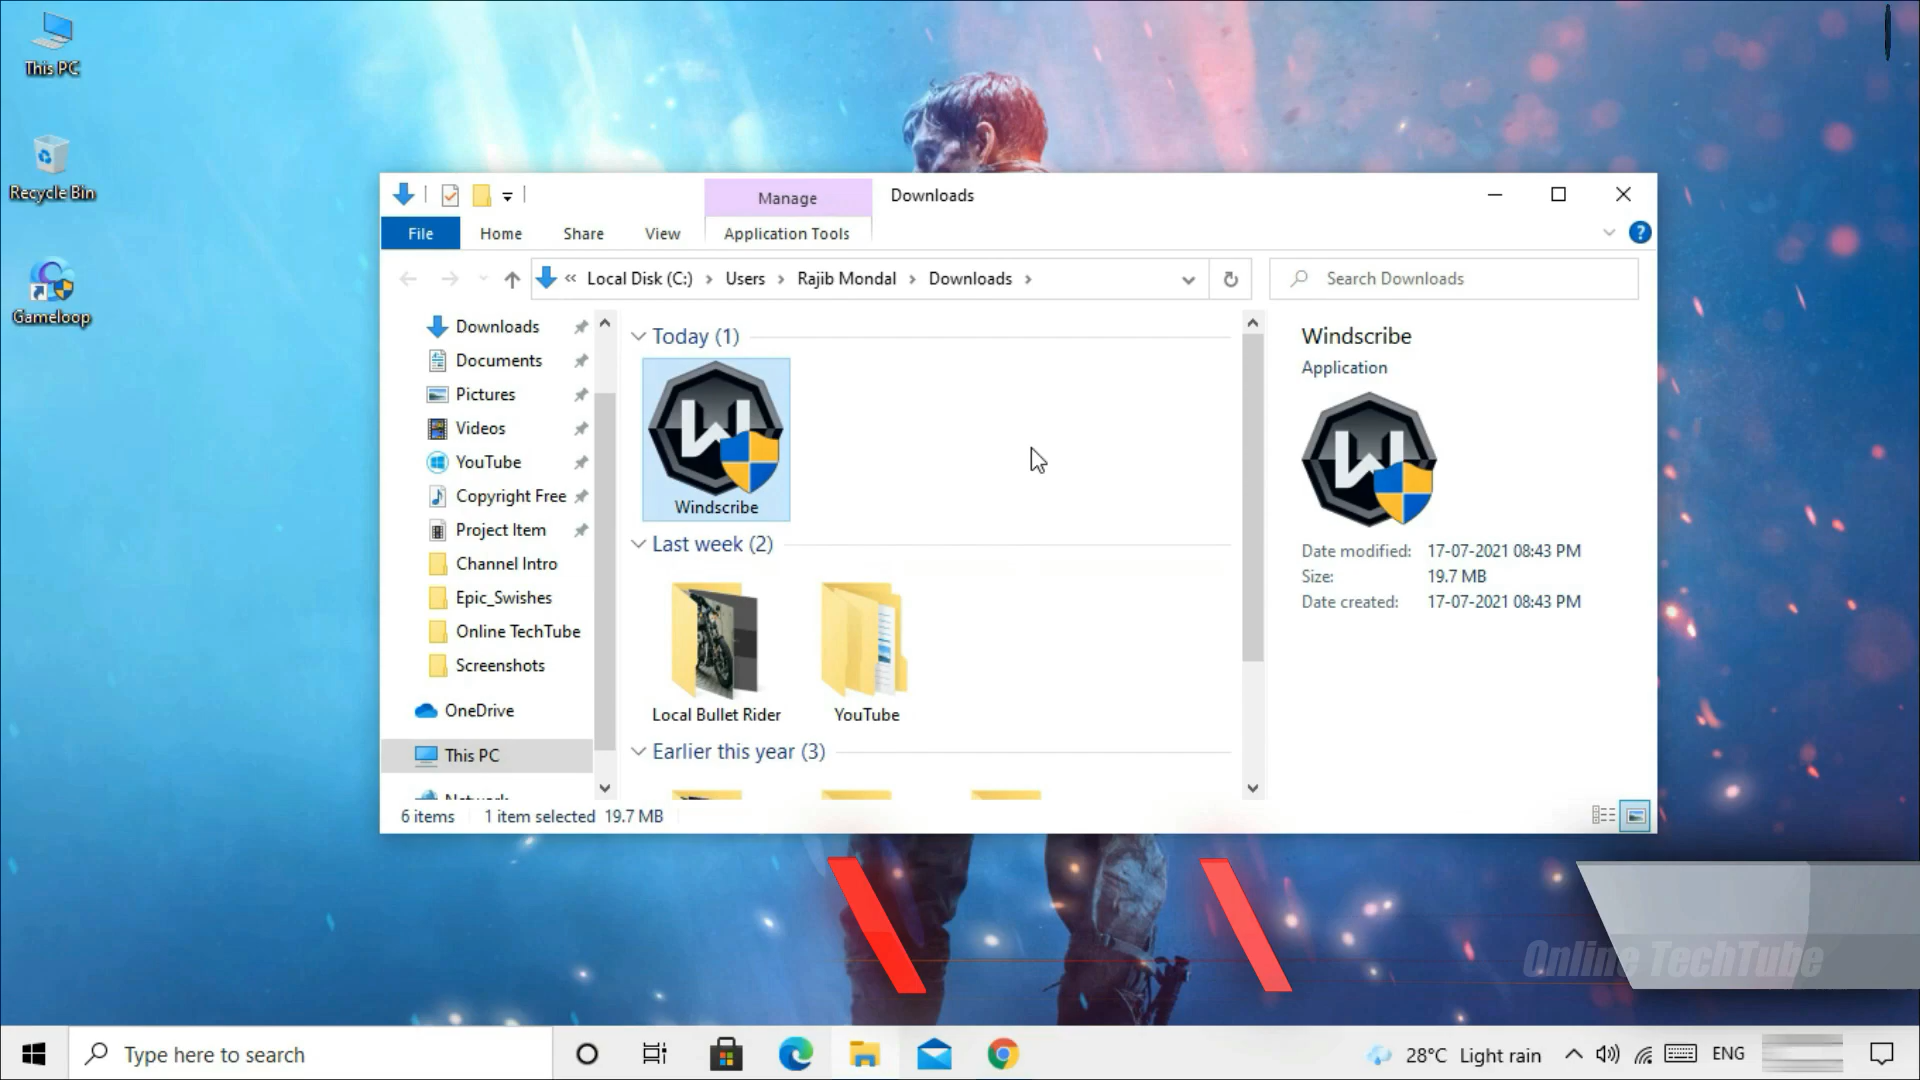 This PC
Recycle Bin
Gameloop
Manage
Downloads
File
Home
Share
View
Application Tools
?
« Local Disk (C:) › Users › Rajib Mondal › Downloads ›
Search Downloads
Downloads
Documents
Pictures
Videos
YouTube
Copyright Free
Project Item
Channel Intro
Epic_Swishes
Online TechTube
Screenshots
OneDrive
This PC
Network
Today (1)
Windscribe
Last week (2)
Local Bullet Rider
YouTube
Earlier this year (3)
Windscribe
Application
Date modified: 17-07-2021 08:43 PM
Size: 19.7 MB
Date created: 17-07-2021 08:43 PM
6 items
1 item selected 19.7 MB
Online TechTube
Type here to search
28°C Light rain
ENG